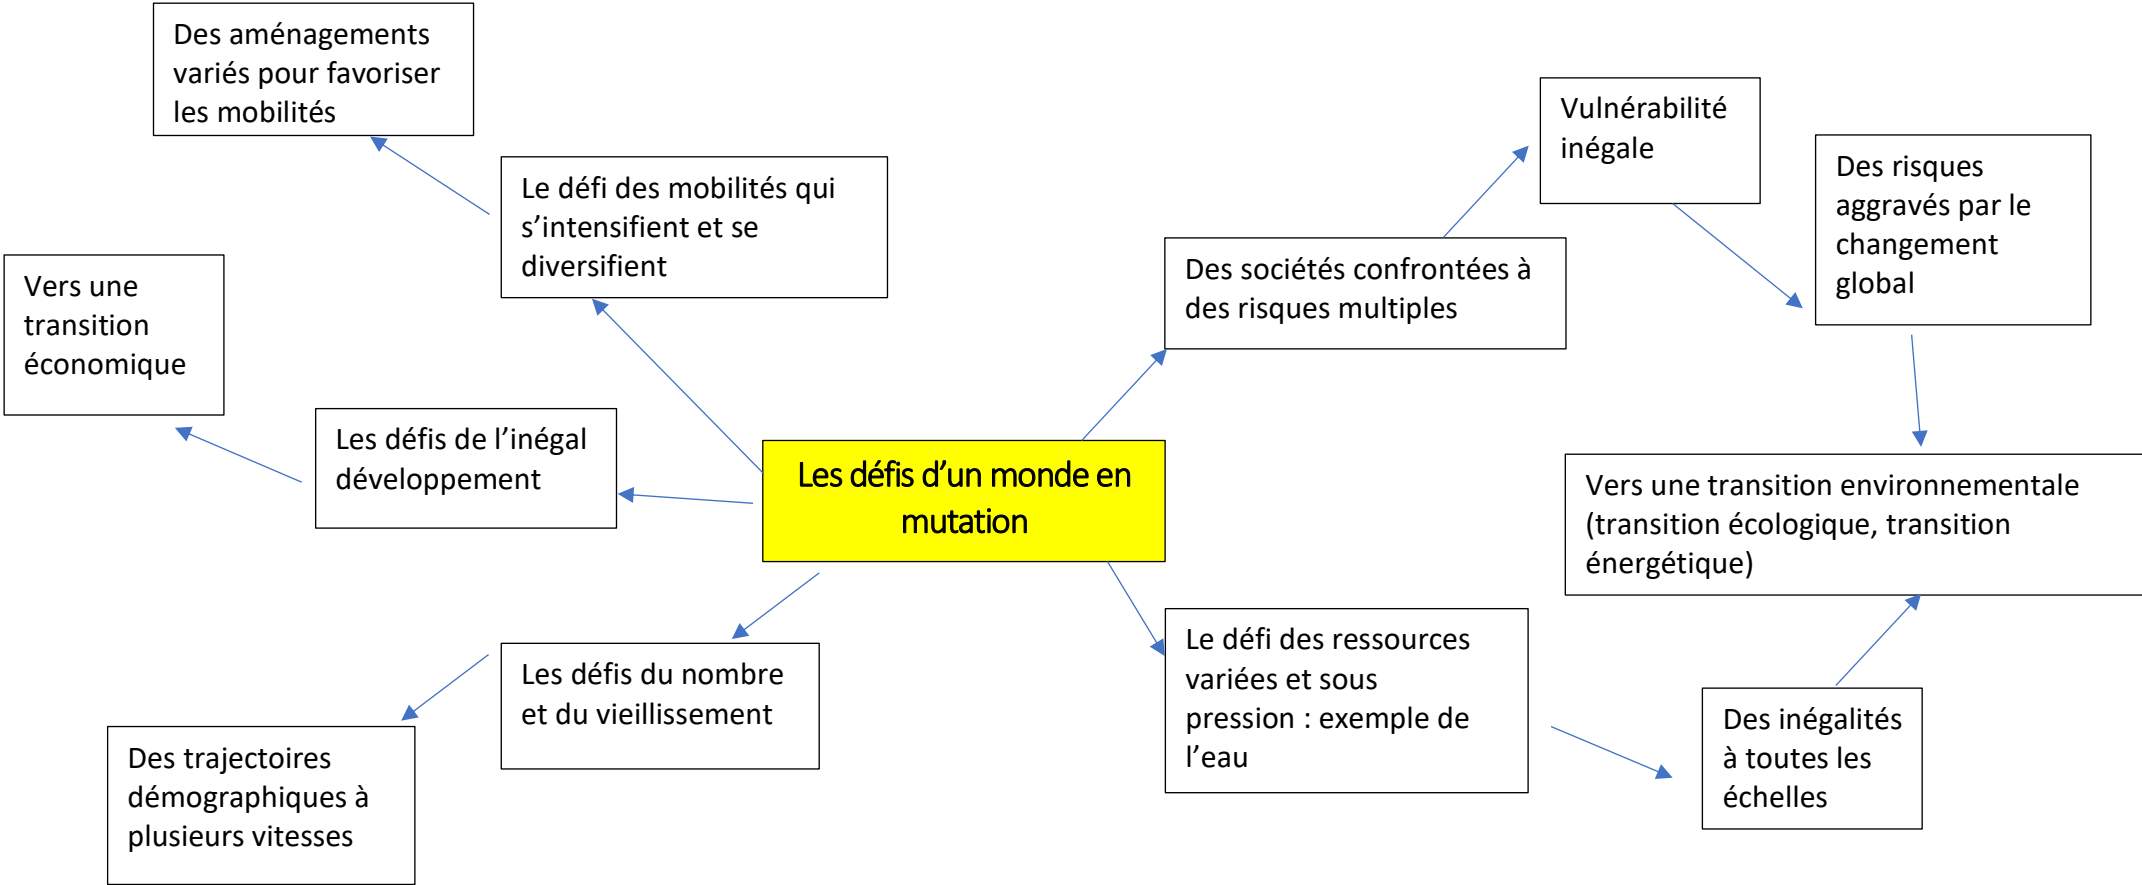 Des aménagements
variés pour favoriser
les mobilités
Le défi des mobilités qui
s’intensifient et se
diversifient
Vers une
transition
économique
Les défis de l’inégal
développement
Les défis d’un monde en
mutation
Les défis du nombre
et du vieillissement
Des trajectoires
démographiques à
plusieurs vitesses
Des sociétés confrontées à
des risques multiples
Vulnérabilité
inégale
Des risques
aggravés par le
changement
global
Vers une transition environnementale
(transition écologique, transition
énergétique)
Le défi des ressources
variées et sous
pression : exemple de
l’eau
Des inégalités
à toutes les
échelles